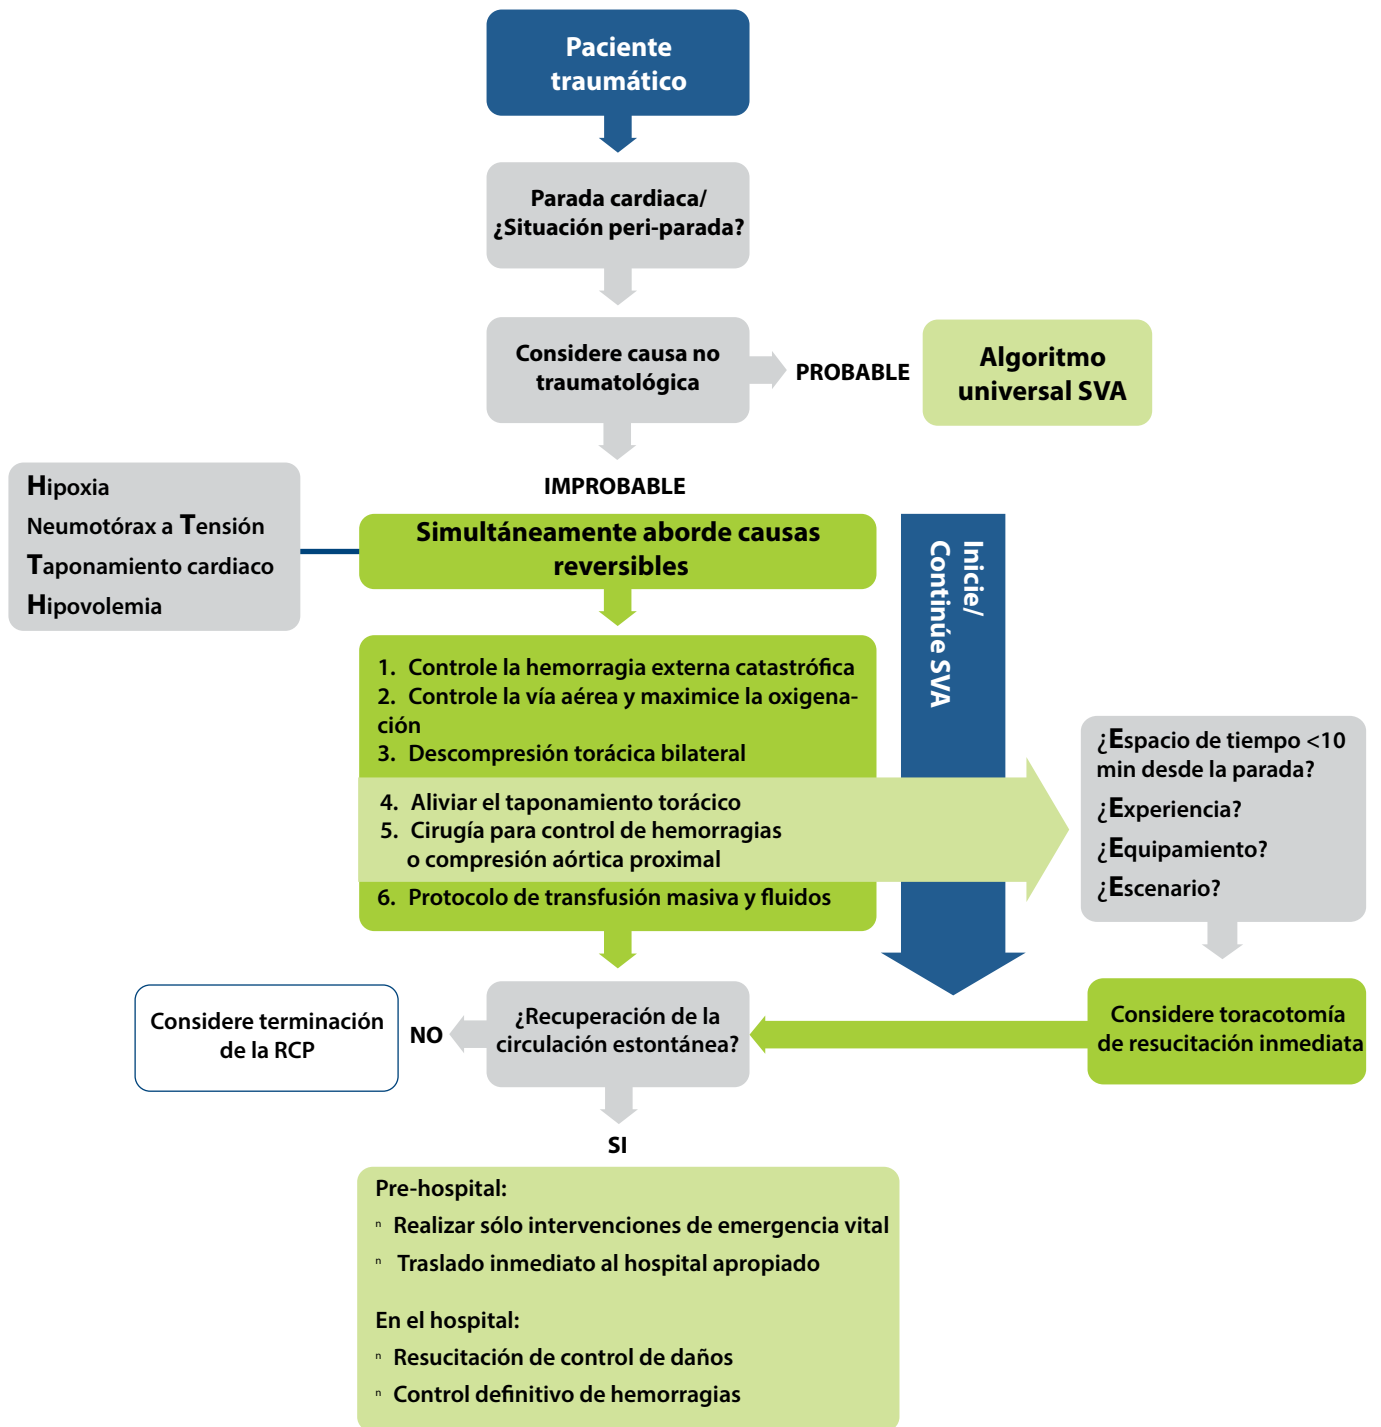 Paciente
traumático
Parada cardiaca/
¿Situación peri-parada?
Considere causa no
traumatológica
PROBABLE
Algoritmo
universal SVA
IMPROBABLE
Hipoxia
Neumotórax a Tensión
Taponamiento cardiaco
Hipovolemia
Simultáneamente aborde causas
reversibles
Inicie/
Continúe SVA
1. Controle la hemorragia externa catastrófica
2. Controle la vía aérea y maximice la oxigena-
ción
3. Descompresión torácica bilateral
4. Aliviar el taponamiento torácico
5. Cirugía para control de hemorragias
o compresión aórtica proximal
6. Protocolo de transfusión masiva y fluidos
¿Espacio de tiempo <10
min desde la parada?
¿Experiencia?
¿Equipamiento?
¿Escenario?
Considere toracotomía
de resucitación inmediata
¿Recuperación de la
circulación estontánea?
NO
Considere terminación
de la RCP
SI
Pre-hospital:
n Realizar sólo intervenciones de emergencia vital
n Traslado inmediato al hospital apropiado
En el hospital:
n Resucitación de control de daños
n Control definitivo de hemorragias